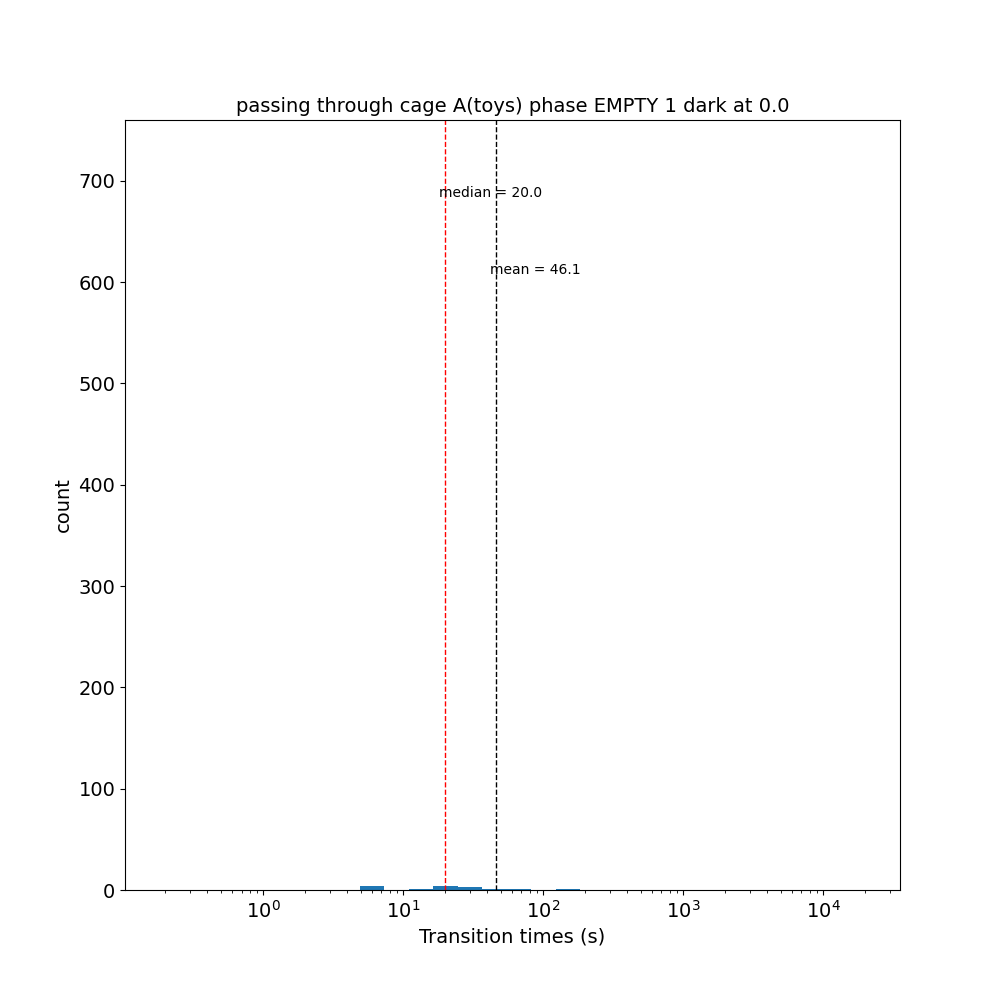 passing through cage A(toys) phase EMPTY 1 dark at 0.0
700
median = 20.0
mean = 46.1
600
500
400
count
300
200
100
0
10⁰ 10¹ 10² 10³ 10⁴
Transition times (s)